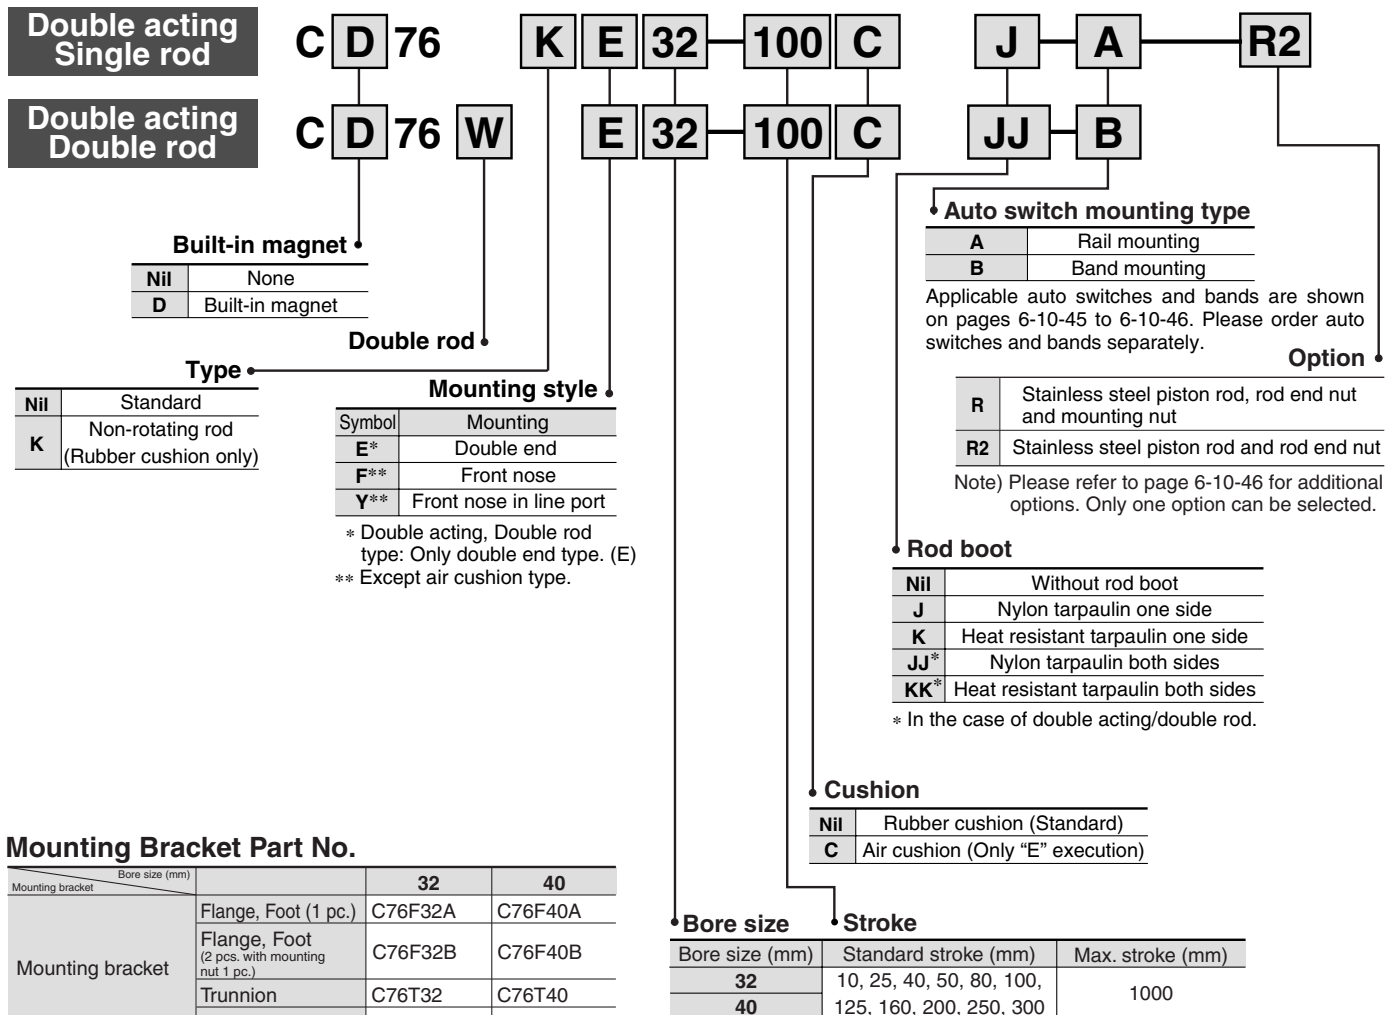 Double acting
Single rod
C D 76 K E 32 - 100 C J - A - R2
Double acting
Double rod
C D 76 W E 32 - 100 C JJ - B
Built-in magnet
Nil None
D Built-in magnet
Double rod
Type
Nil Standard
K Non-rotating rod
(Rubber cushion only)
Mounting style
Symbol Mounting
E* Double end
F** Front nose
Y** Front nose in line port
* Double acting, Double rod
type: Only double end type. (E)
** Except air cushion type.
Auto switch mounting type
A Rail mounting
B Band mounting
Applicable auto switches and bands are shown
on pages 6-10-45 to 6-10-46. Please order auto
switches and bands separately.
Option
R Stainless steel piston rod, rod end nut
and mounting nut
R2 Stainless steel piston rod and rod end nut
Note) Please refer to page 6-10-46 for additional
options. Only one option can be selected.
Rod boot
Nil Without rod boot
J Nylon tarpaulin one side
K Heat resistant tarpaulin one side
JJ* Nylon tarpaulin both sides
KK* Heat resistant tarpaulin both sides
* In the case of double acting/double rod.
Cushion
Nil Rubber cushion (Standard)
C Air cushion (Only “E” execution)
Mounting Bracket Part No.
Bore size (mm)
Mounting bracket
32 40
Flange, Foot (1 pc.) C76F32A C76F40A
Mounting bracket
Flange, Foot
(2 pcs. with mounting
nut 1 pc.)
C76F32B C76F40B
Trunnion C76T32 C76T40
Bore size
Stroke
Bore size (mm) Standard stroke (mm) Max. stroke (mm)
32 10, 25, 40, 50, 80, 100,
40 125, 160, 200, 250, 300
1000